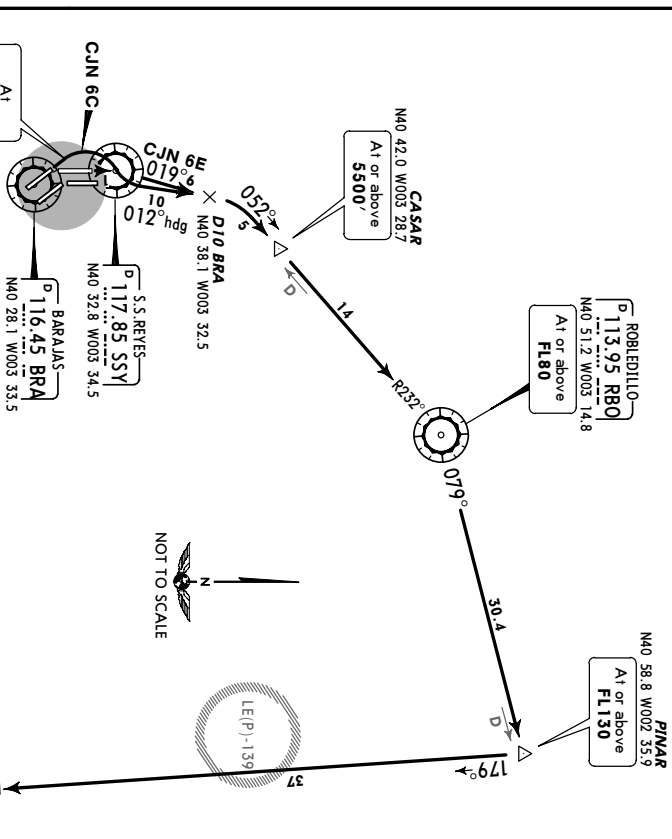 CASAR
N40 42.0 W003 28.7
At or above
5500'
ROBLEDILLO
D 113.95 RBO
N40 51.2 W003 14.8
At or above
FL80
PINAR
N40 58.8 W002 35.9
At or above
FL130
CJN 6C
At
CJN 6E
019°
6
10
012° hdg
D10 BRA
N40 38.1 W003 32.5
052°
5
D
14
R232°
079°
30.4
D
179°
37
LE(P)-139
S.S.REYES
D 117.85 SSY
N40 32.8 W003 34.5
BARAJAS
D 116.45 BRA
N40 28.1 W003 33.5
N
NOT TO SCALE